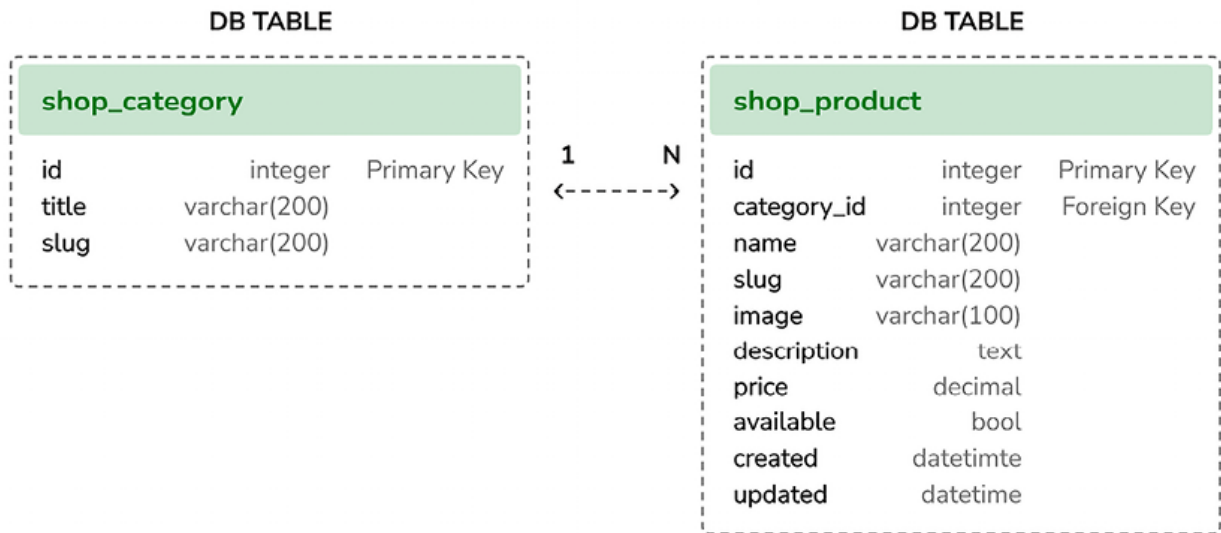 DB TABLE
shop_category
id integer Primary Key
title varchar(200)
slug varchar(200)
1 N
DB TABLE
shop_product
id integer Primary Key
category_id integer Foreign Key
name varchar(200)
slug varchar(200)
image varchar(100)
description text
price decimal
available bool
created datetimte
updated datetime